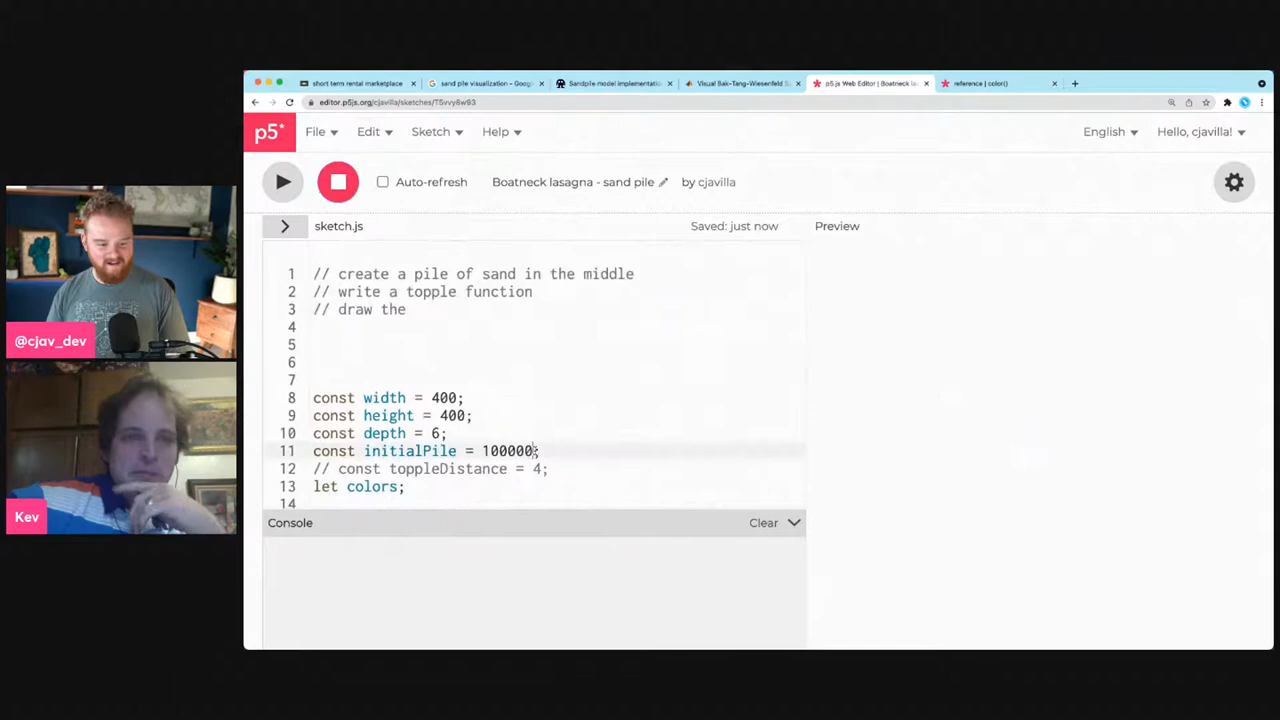 short term rental marketplace
sand pile visualization - Goog
Sandpile model implementatio
Visual Bak-Tang-Wiesenfeld S
p5.js Web Editor | Boatneck la
reference | color()
editor.p5js.org/cjavilla/sketches/T5vvy8w93
p5*
File
Edit
Sketch
Help
English
Hello, cjavilla!
Auto-refresh
Boatneck lasagna - sand pile
by cjavilla
sketch.js
Saved: just now
Preview
1 // create a pile of sand in the middle
2 // write a topple function
3 // draw the
4
5
6
7
8 const width = 400;
9 const height = 400;
10 const depth = 6;
11 const initialPile = 100000;
12 // const toppleDistance = 4;
13 let colors;
14
Console
Clear
@cjav_dev
Kev